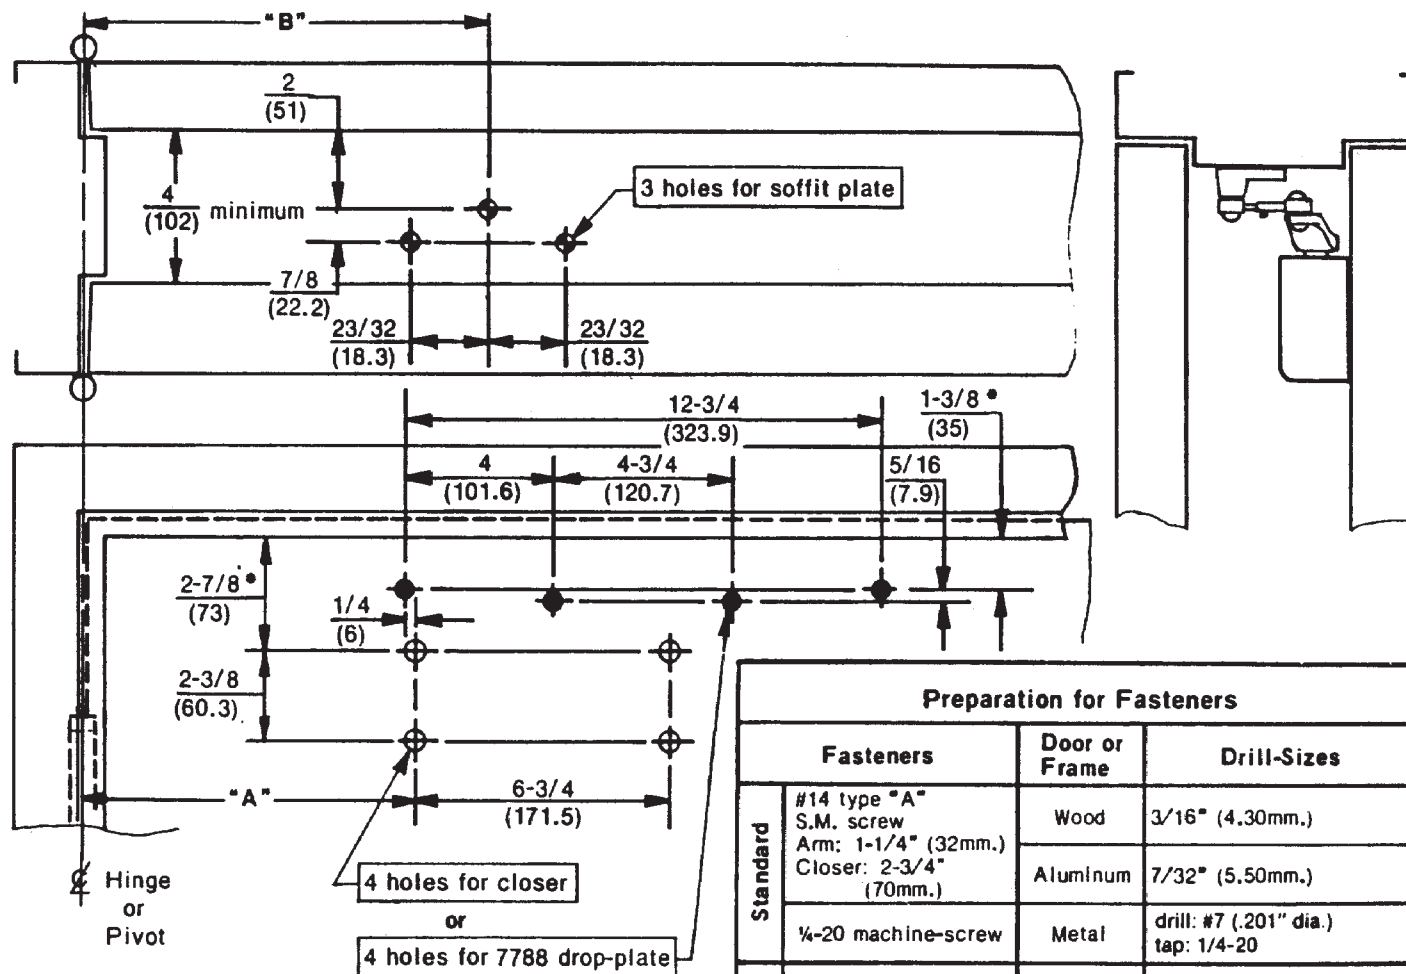 "B"
2
(51)
3 holes for soffit plate
4
(102) minimum
7/8
(22.2)
23/32
(18.3)
23/32
(18.3)
12-3/4
(323.9)
1-3/8*
(35)
4
(101.6)
4-3/4
(120.7)
5/16
(7.9)
2-7/8*
(73)
1/4
(6)
2-3/8
(60.3)
"A"
6-3/4
(171.5)
℄ Hinge
or
Pivot
4 holes for closer
or
4 holes for 7788 drop-plate
Preparation for Fasteners
Fasteners
Door or
Frame
Drill-Sizes
Standard
#14 type "A"
S.M. screw
Arm: 1-1/4" (32mm.)
Closer: 2-3/4"
(70mm.)
Wood
3/16" (4.30mm.)
Aluminum
7/32" (5.50mm.)
¼-20 machine-screw
Metal
drill: #7 (.201" dia.)
tap: 1/4-20